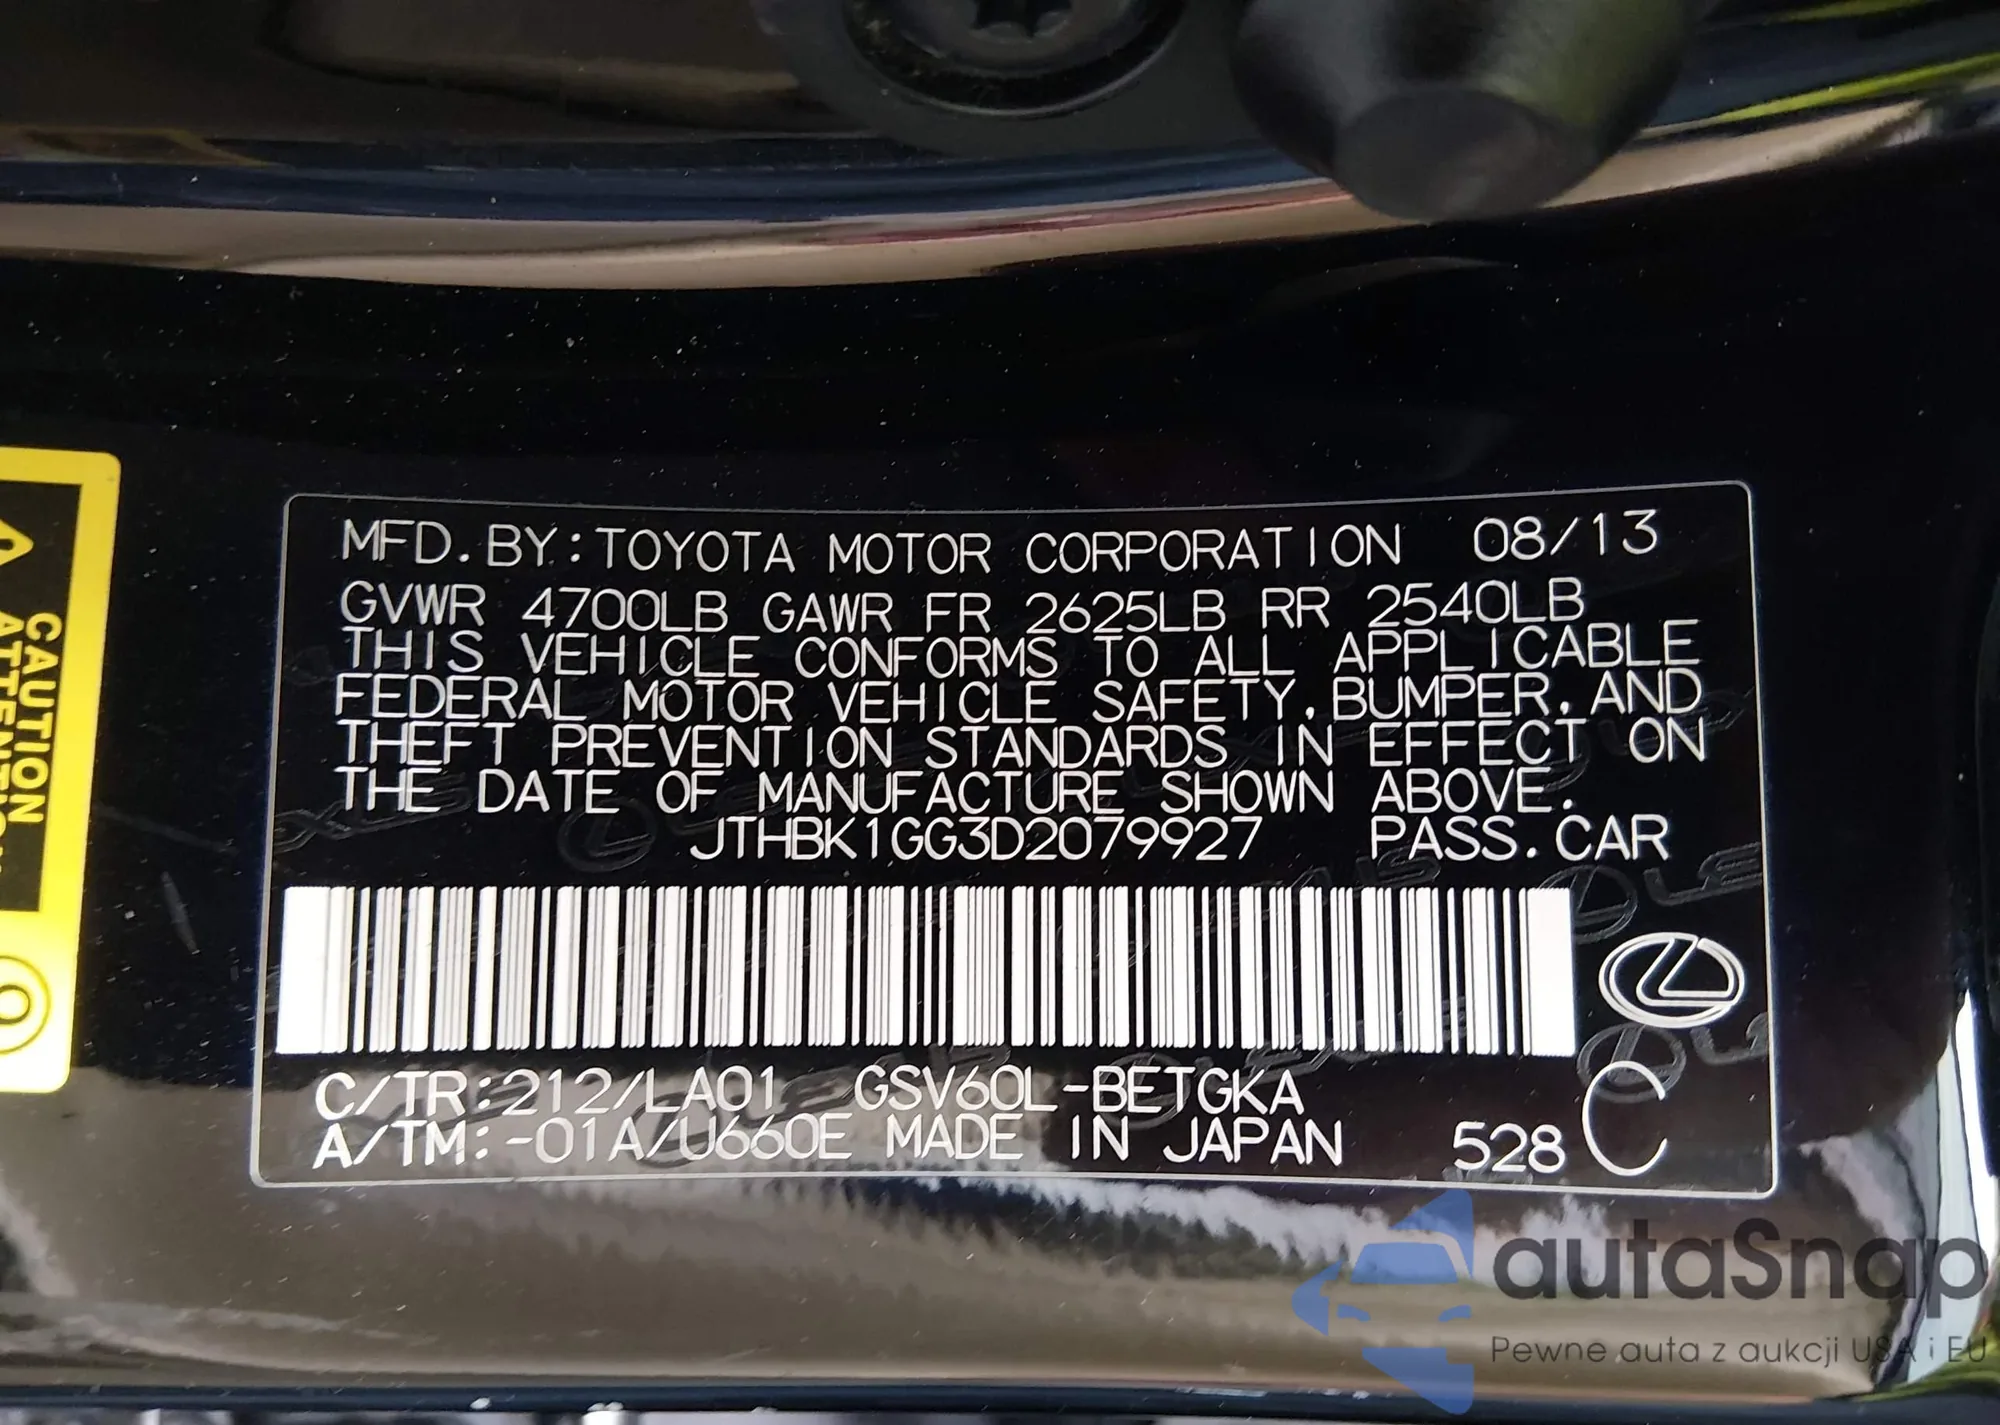 MFD. BY: TOYOTA MOTOR CORPORATION 08/13
GVWR 4700LB GAWR FR 2625LB RR 2540LB
THIS VEHICLE CONFORMS TO ALL APPLICABLE
FEDERAL MOTOR VEHICLE SAFETY, BUMPER, AND
THEFT PREVENTION STANDARDS IN EFFECT ON
THE DATE OF MANUFACTURE SHOWN ABOVE.
JTHBK1GG3D2079927 PASS. CAR
C/TR: 212/LA01 GSV60L-BETGKA
A/TM: -01A/U660E MADE IN JAPAN 528 C
CAUTION
autaSnap
Pewne auta z aukcji USA i EU